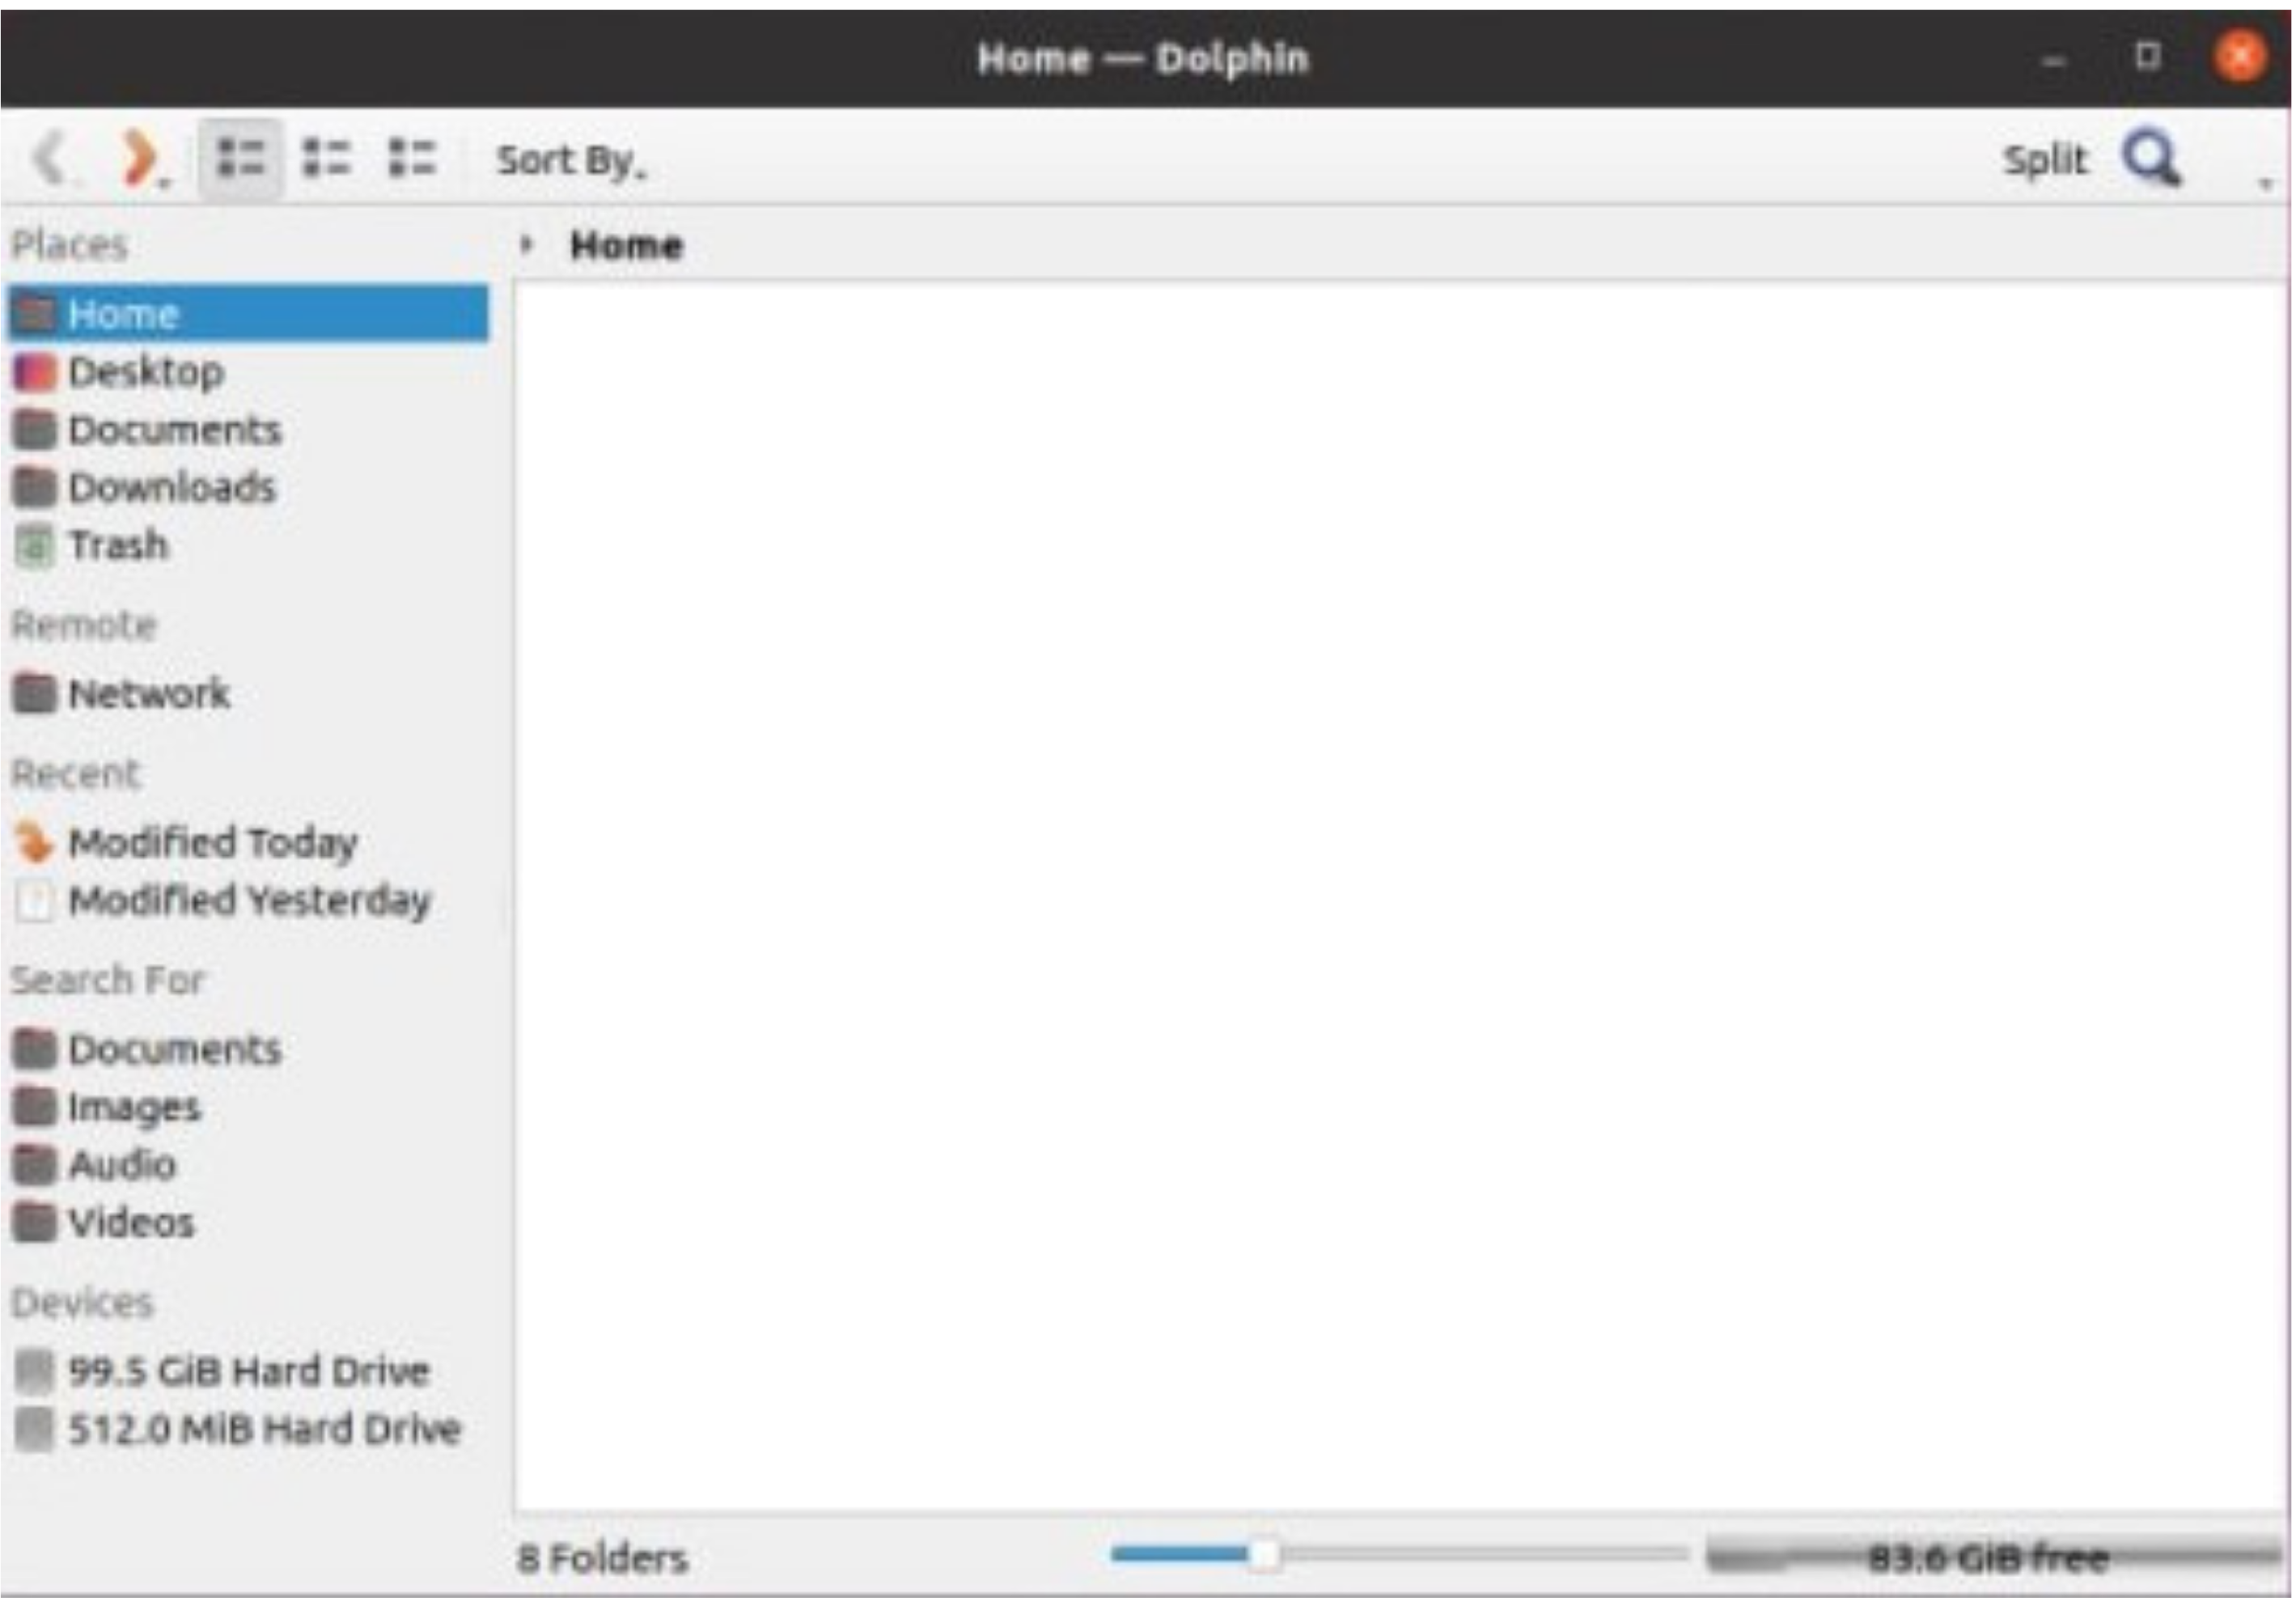 Home — Dolphin
Sort By
Split
Places
Home
Home
Desktop
Documents
Downloads
Trash
Remote
Network
Recent
Modified Today
Modified Yesterday
Search For
Documents
Images
Audio
Videos
Devices
99.5 GiB Hard Drive
512.0 MiB Hard Drive
8 Folders
83.6 GiB free